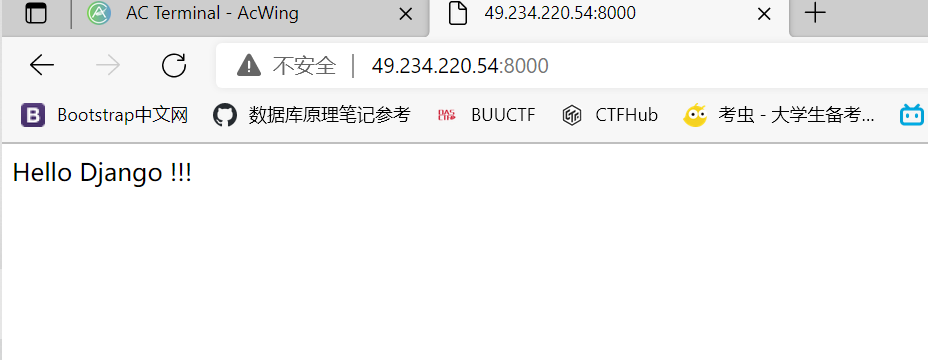 AC Terminal - AcWing
49.234.220.54:8000
不安全 | 49.234.220.54:8000
Bootstrap中文网
数据库原理笔记参考
BUUCTF
CTFHub
考虫 - 大学生备考...
Hello Django !!!